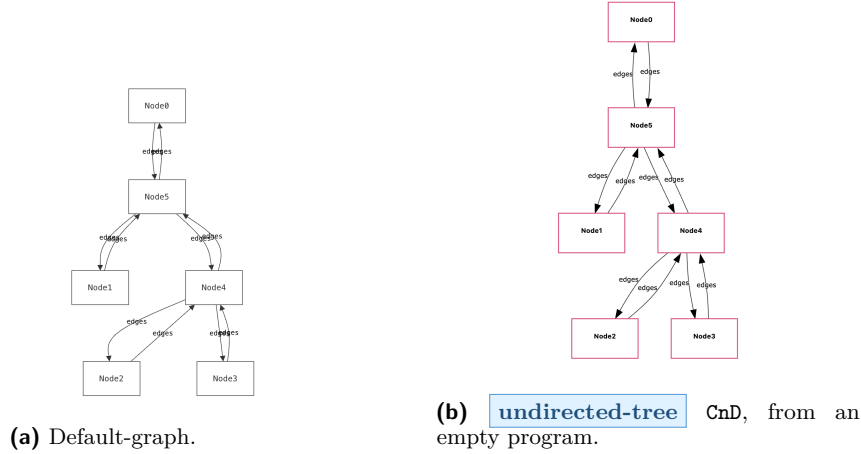 Node0
edges
edges
Node5
edges
edges
edges
edges
Node1
Node4
edges
edges
edges
edges
Node2
Node3
(a) Default-graph.
Node0
edges
edges
Node5
edges
edges
edges
edges
Node1
Node4
edges
edges
edges
edges
Node2
Node3
(b) undirected-tree CnD, from an
empty program.